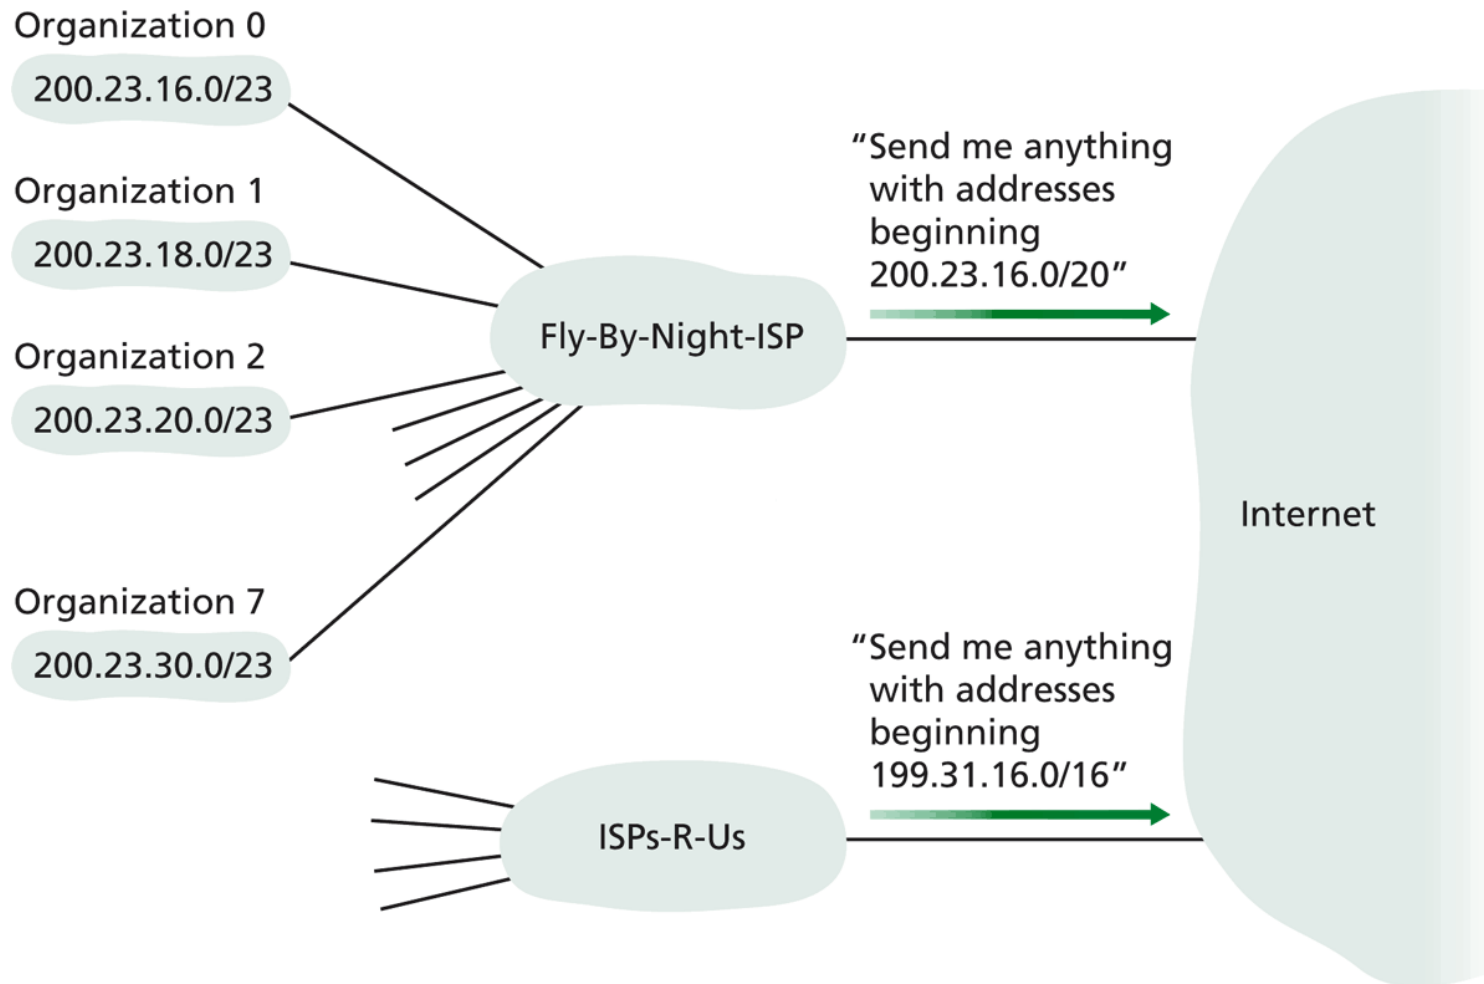 Organization 0
200.23.16.0/23
Organization 1
200.23.18.0/23
Organization 2
200.23.20.0/23
Organization 7
200.23.30.0/23
Fly-By-Night-ISP
“Send me anything
with addresses
beginning
200.23.16.0/20”
ISPs-R-Us
“Send me anything
with addresses
beginning
199.31.16.0/16”
Internet